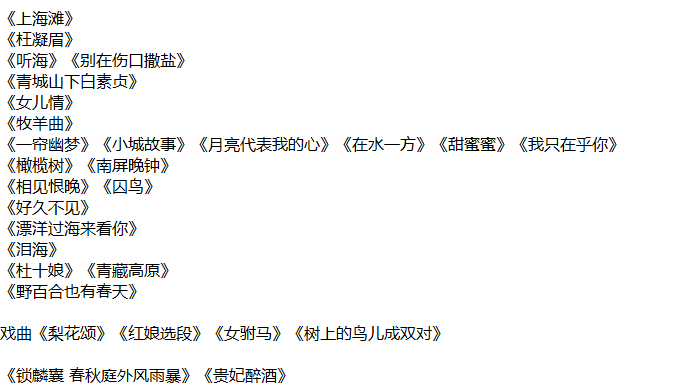 《上海滩》
《枉凝眉》
《听海》《别在伤口撒盐》
《青城山下白素贞》
《女儿情》
《牧羊曲》
《一帘幽梦》《小城故事》《月亮代表我的心》《在水一方》《甜蜜蜜》《我只在乎你》
《橄榄树》《南屏晚钟》
《相见恨晚》《囚鸟》
《好久不见》
《漂洋过海来看你》
《泪海》
《杜十娘》《青藏高原》
《野百合也有春天》
戏曲《梨花颂》《红娘选段》《女驸马》《树上的鸟儿成双对》
《锁麟囊 春秋庭外风雨暴》《贵妃醉酒》